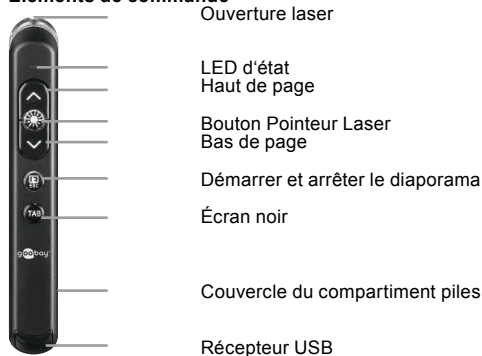 Éléments de commande
Ouverture laser
LED d‘état
Haut de page
Bouton Pointeur Laser
Bas de page
Démarrer et arrêter le diaporama
ESC
TAB
Écran noir
goobay
Couvercle du compartiment piles
Récepteur USB